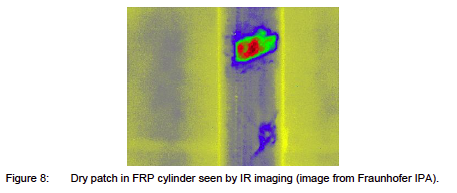 Figure 8: Dry patch in FRP cylinder seen by IR imaging (image from Fraunhofer IPA).